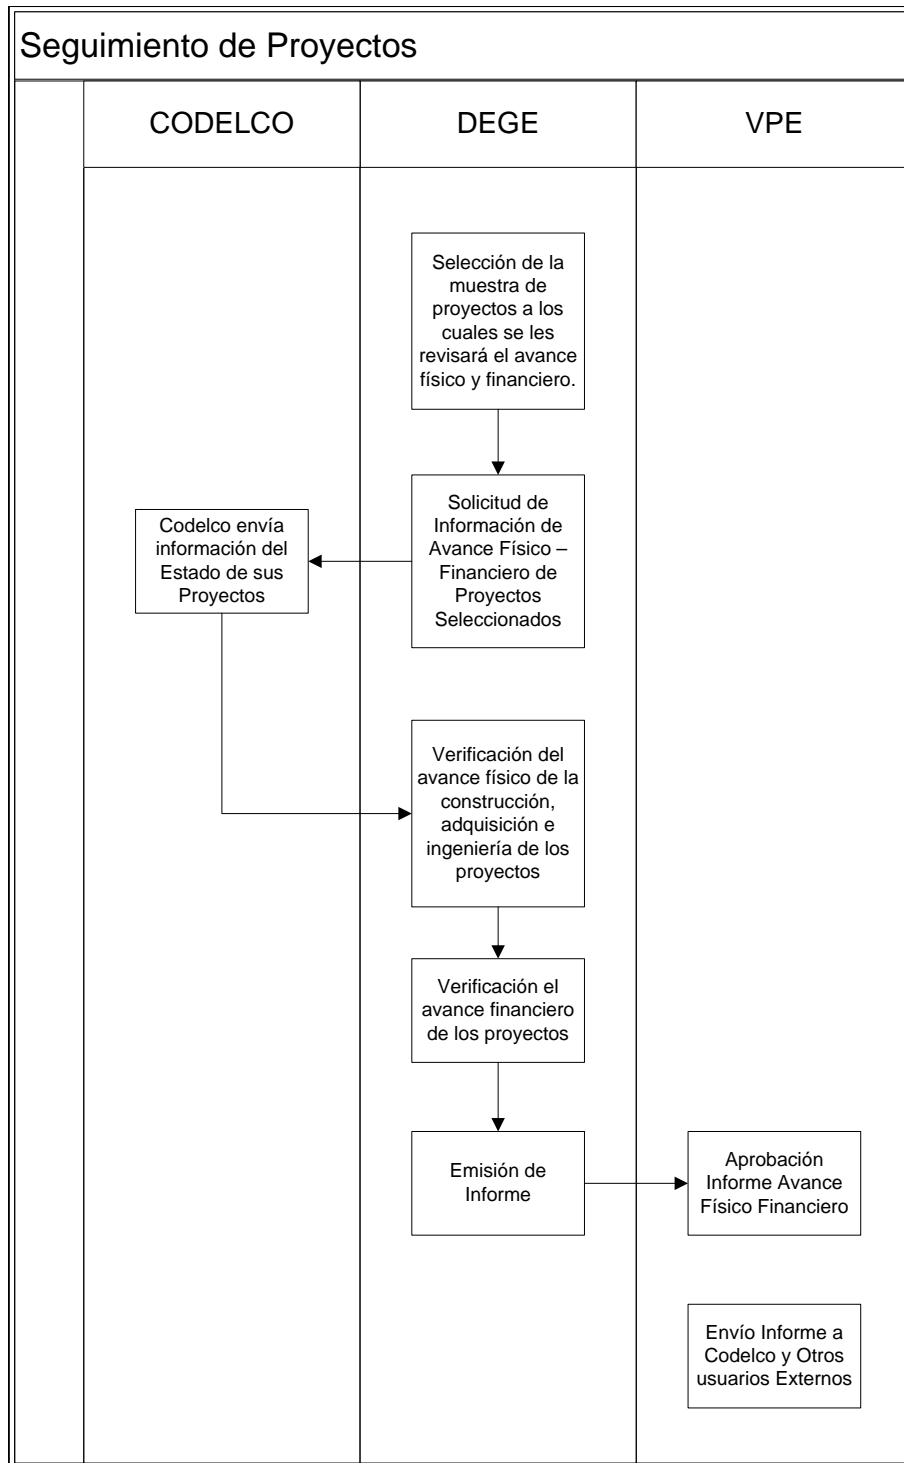 Seguimiento de Proyectos
CODELCO
DEGE
VPE
Selección de la
muestra de
proyectos a los
cuales se les
revisará el avance
físico y financiero.
Solicitud de
Información de
Avance Físico –
Financiero de
Proyectos
Seleccionados
Codelco envía
información del
Estado de sus
Proyectos
Verificación del
avance físico de la
construcción,
adquisición e
ingeniería de los
proyectos
Verificación el
avance financiero
de los proyectos
Emisión de
Informe
Aprobación
Informe Avance
Físico Financiero
Envío Informe a
Codelco y Otros
usuarios Externos